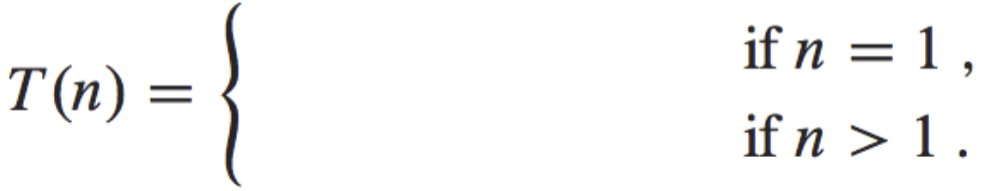 T(n) = {
if n = 1 ,
if n > 1 .